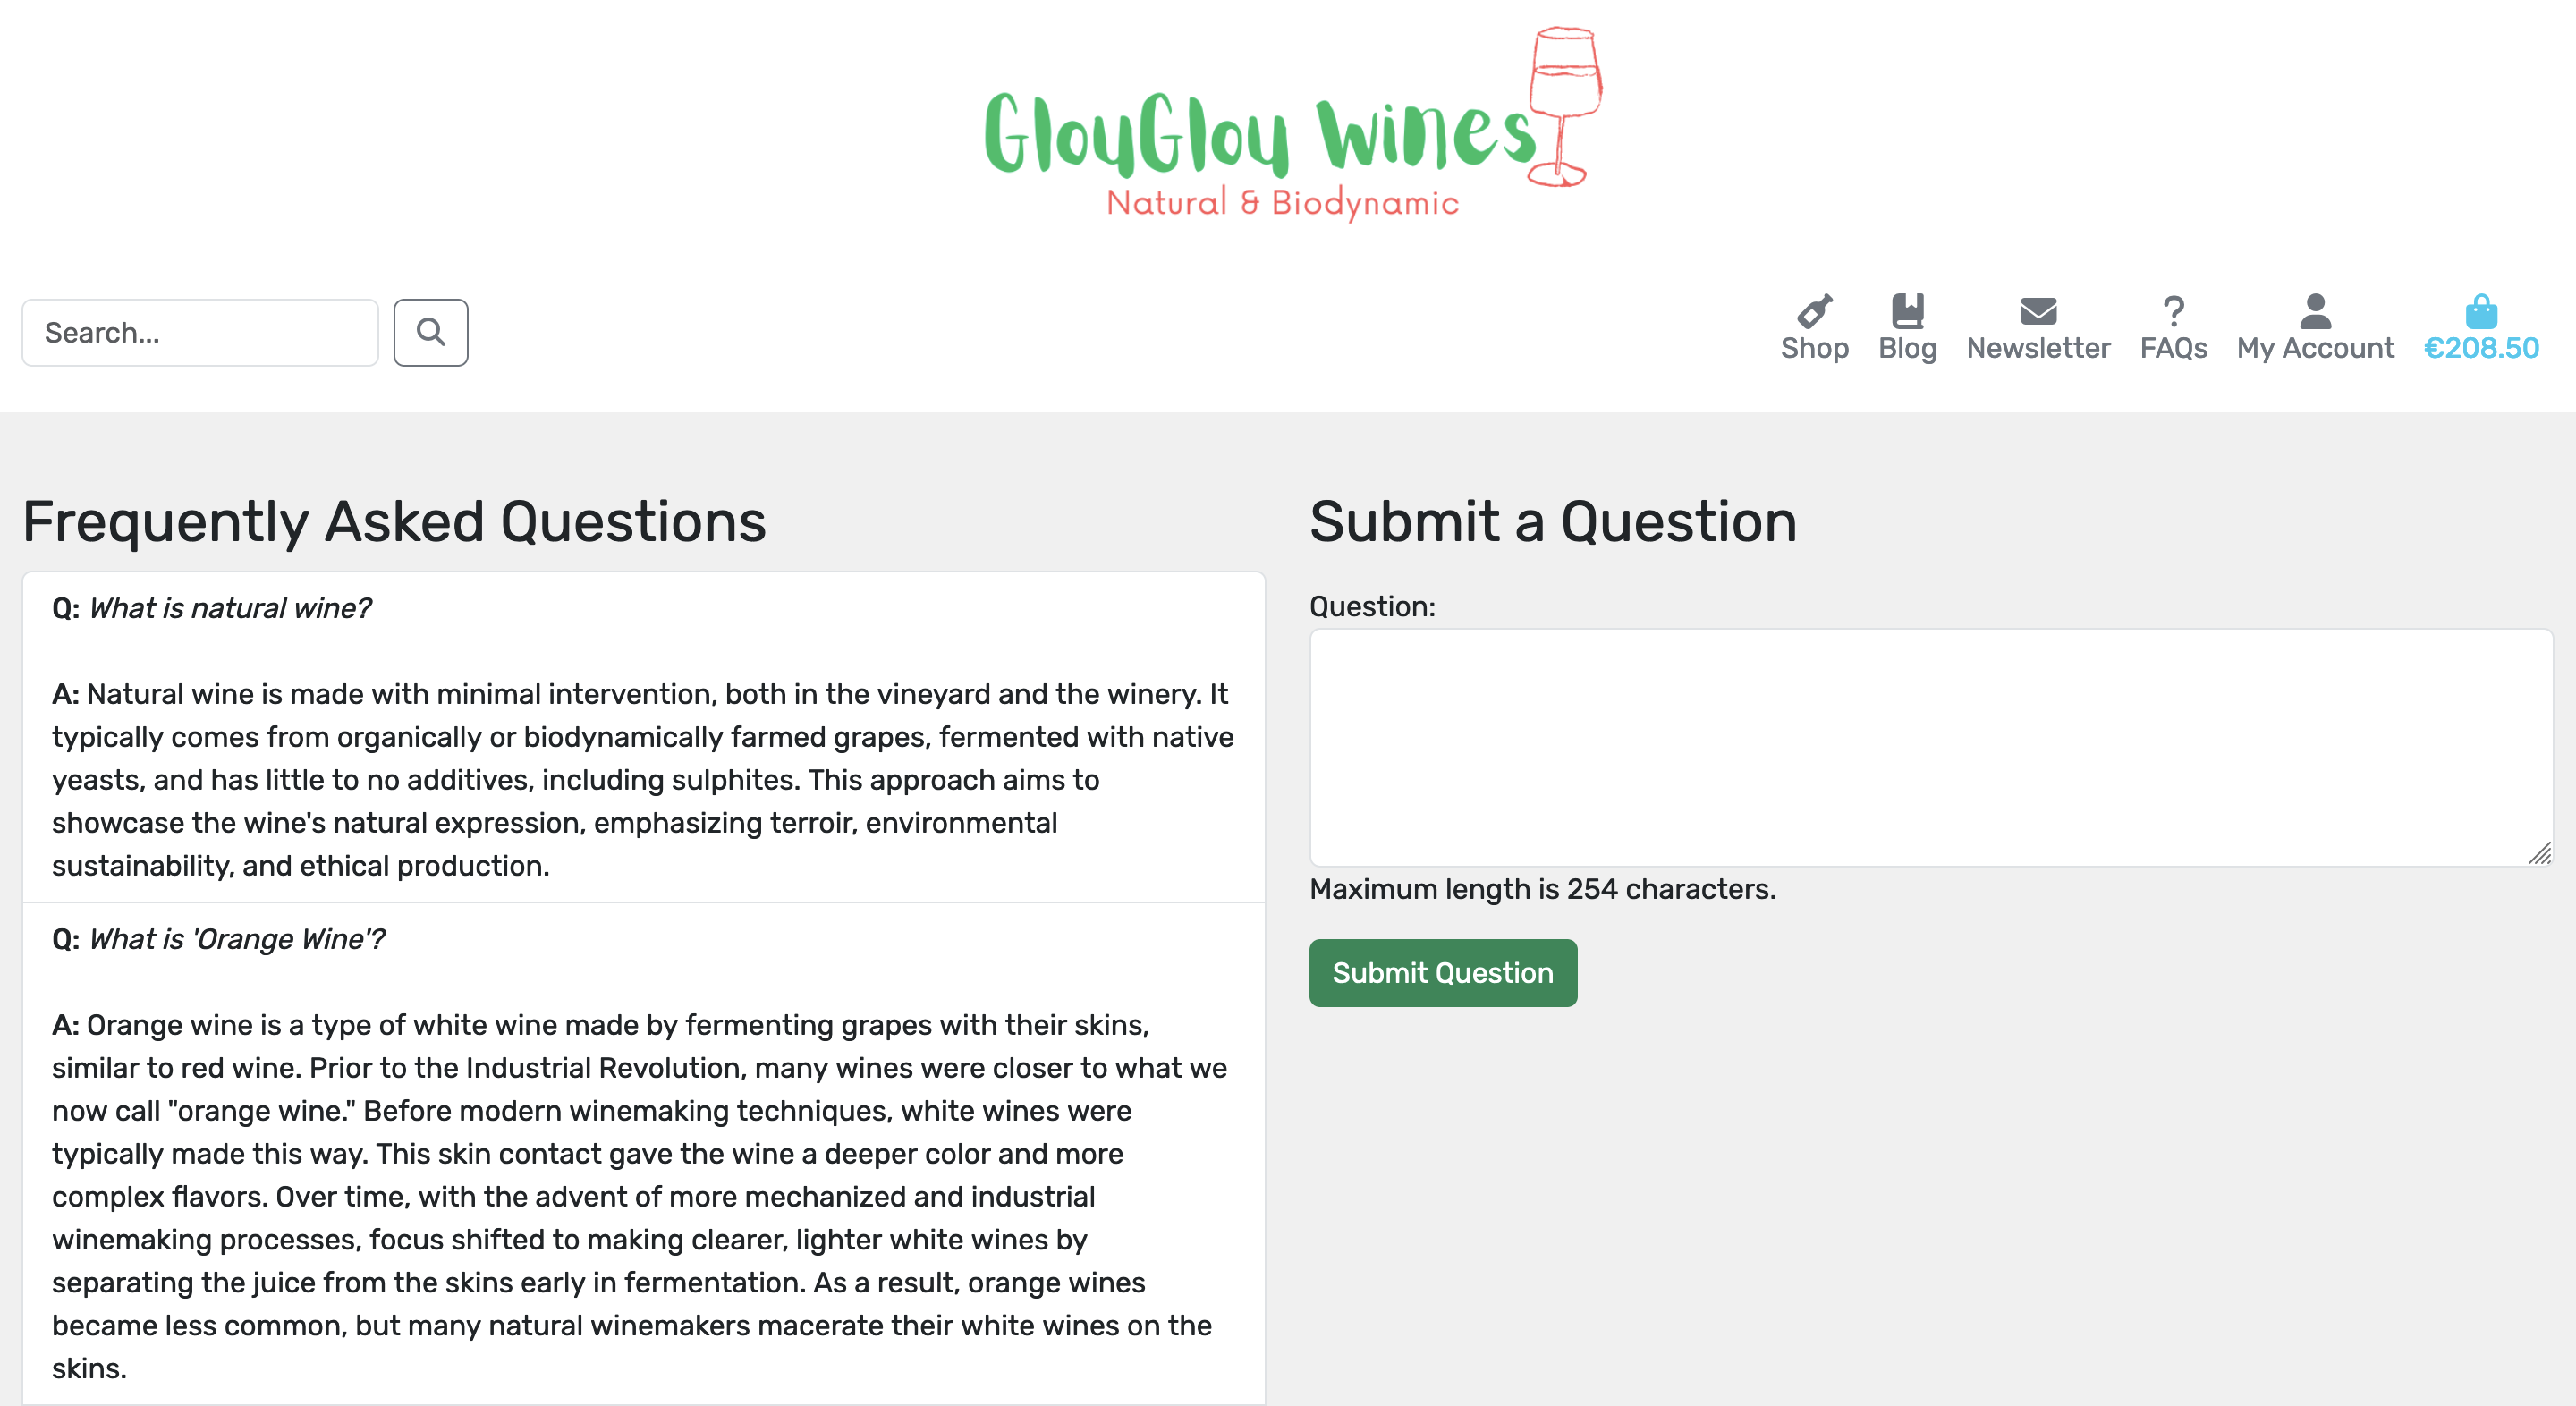 GlouGlou Wines
Natural & Biodynamic
Search...
Shop
Blog
Newsletter
FAQs
My Account
€208.50
Frequently Asked Questions
Q: What is natural wine?
A: Natural wine is made with minimal intervention, both in the vineyard and the winery. It
typically comes from organically or biodynamically farmed grapes, fermented with native
yeasts, and has little to no additives, including sulphites. This approach aims to
showcase the wine's natural expression, emphasizing terroir, environmental
sustainability, and ethical production.
Q: What is 'Orange Wine'?
A: Orange wine is a type of white wine made by fermenting grapes with their skins,
similar to red wine. Prior to the Industrial Revolution, many wines were closer to what we
now call "orange wine." Before modern winemaking techniques, white wines were
typically made this way. This skin contact gave the wine a deeper color and more
complex flavors. Over time, with the advent of more mechanized and industrial
winemaking processes, focus shifted to making clearer, lighter white wines by
separating the juice from the skins early in fermentation. As a result, orange wines
became less common, but many natural winemakers macerate their white wines on the
skins.
Submit a Question
Question:
Maximum length is 254 characters.
Submit Question